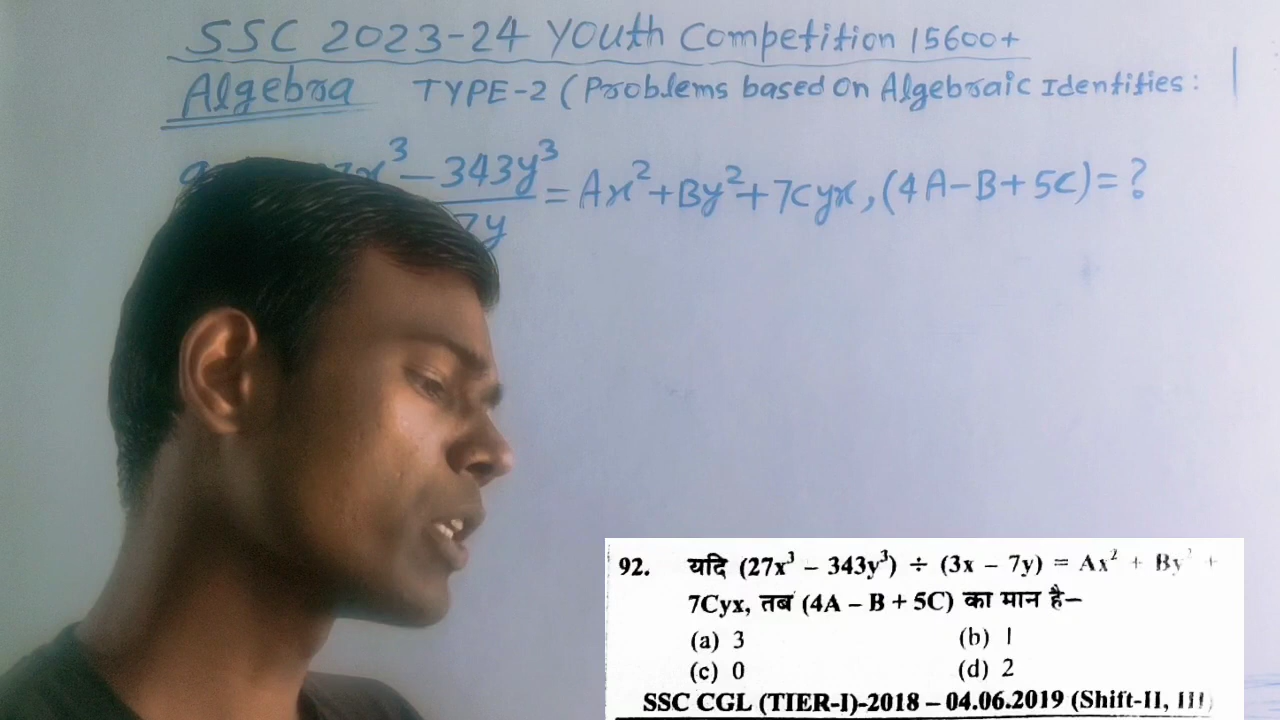 SSC 2023-24 Youth Competition 15600+
Algebra TYPE-2 (Problems based on Algebraic Identities:
x³ - 343y³ = Ax² + By² + 7Cyx, (4A-B+5C) = ?
7y
92. यदि (27x³ – 343y³) ÷ (3x – 7y) = Ax² + By² +
7Cyx, तब (4A – B + 5C) का मान है–
(a) 3 (b) 1
(c) 0 (d) 2
SSC CGL (TIER-I)-2018 – 04.06.2019 (Shift-II, III)